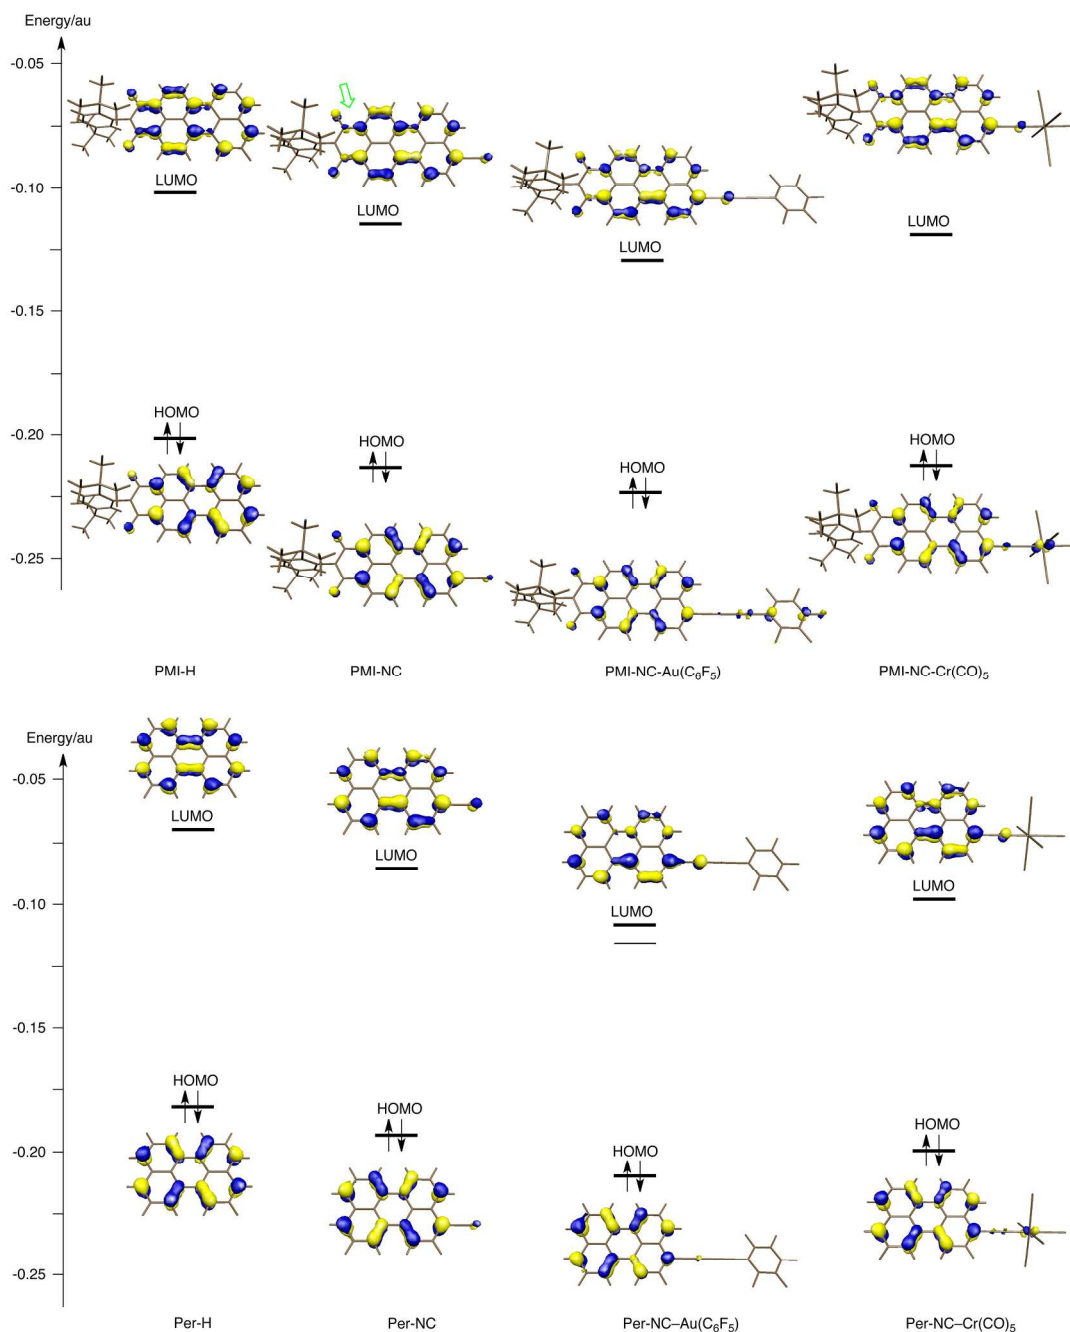 Energy/au
-0.05
-0.10
-0.15
-0.20
-0.25
LUMO
LUMO
LUMO
LUMO
HOMO
HOMO
HOMO
HOMO
PMI-H
PMI-NC
PMI-NC-Au(C6F5)
PMI-NC-Cr(CO)5
Energy/au
-0.05
-0.10
-0.15
-0.20
-0.25
LUMO
LUMO
LUMO
LUMO
HOMO
HOMO
HOMO
HOMO
Per-H
Per-NC
Per-NC–Au(C6F5)
Per-NC–Cr(CO)5